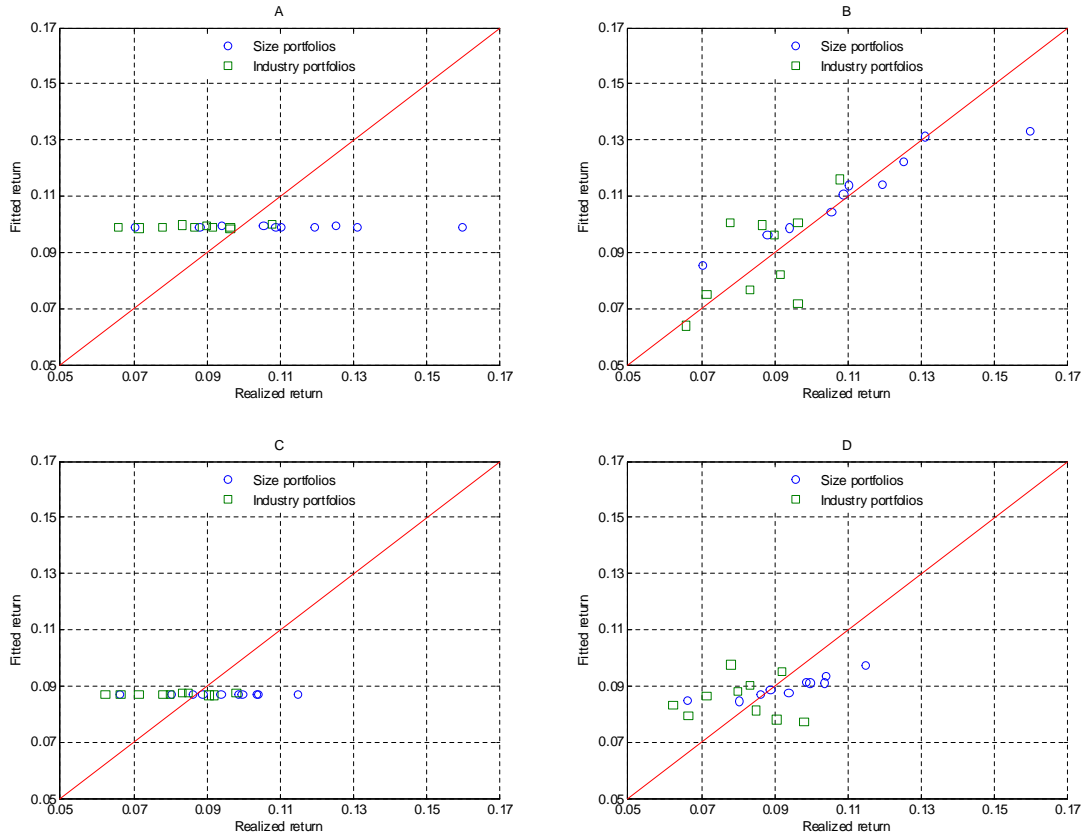 A
0.17
0.15
0.13
0.11
0.09
0.07
0.05
Fitted return
Size portfolios
Industry portfolios
0.05 0.07 0.09 0.11 0.13 0.15 0.17
Realized return
B
0.17
0.15
0.13
0.11
0.09
0.07
0.05
Fitted return
Size portfolios
Industry portfolios
0.05 0.07 0.09 0.11 0.13 0.15 0.17
Realized return
C
0.17
0.15
0.13
0.11
0.09
0.07
0.05
Fitted return
Size portfolios
Industry portfolios
0.05 0.07 0.09 0.11 0.13 0.15 0.17
Realized return
D
0.17
0.15
0.13
0.11
0.09
0.07
0.05
Fitted return
Size portfolios
Industry portfolios
0.05 0.07 0.09 0.11 0.13 0.15 0.17
Realized return